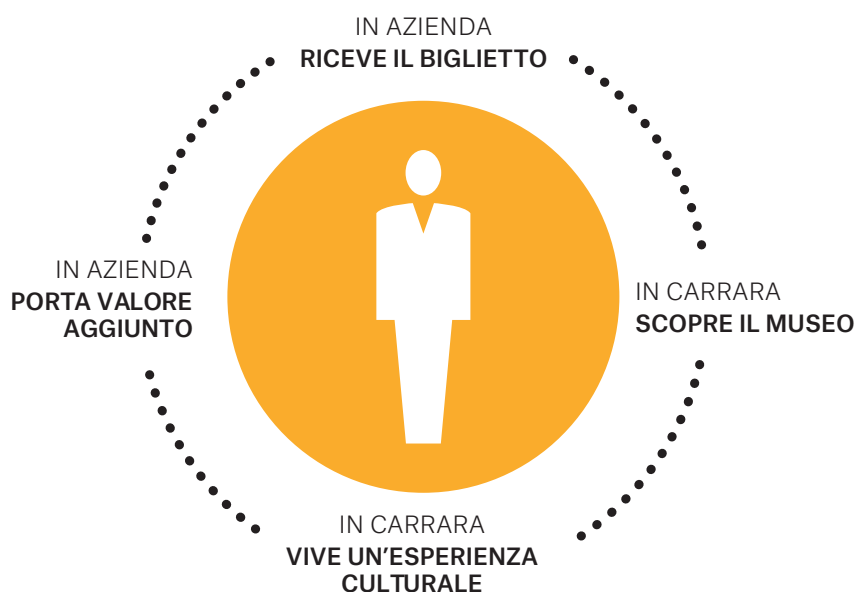 IN AZIENDA
RICEVE IL BIGLIETTO
IN CARRARA
SCOPRE IL MUSEO
IN CARRARA
VIVE UN'ESPERIENZA
CULTURALE
IN AZIENDA
PORTA VALORE
AGGIUNTO